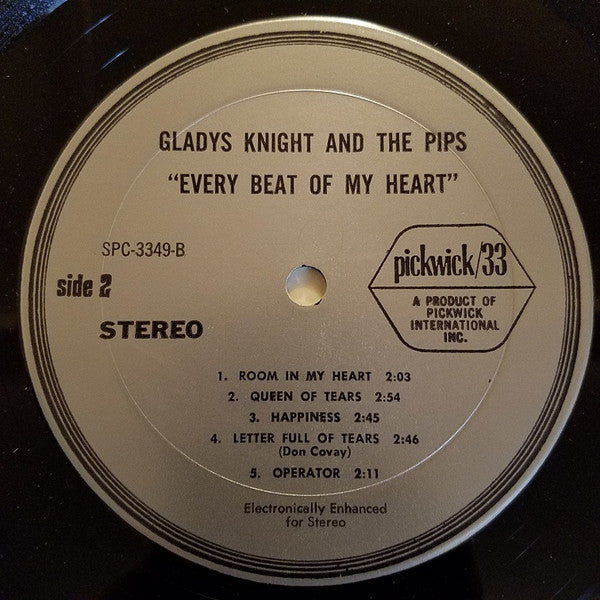 GLADYS KNIGHT AND THE PIPS
"EVERY BEAT OF MY HEART"
SPC-3349-B
side 2
STEREO
pickwick/33
A PRODUCT OF
PICKWICK
INTERNATIONAL
INC.
1. ROOM IN MY HEART 2:03
2. QUEEN OF TEARS 2:54
3. HAPPINESS 2:45
4. LETTER FULL OF TEARS 2:46
(Don Covay)
5. OPERATOR 2:11
Electronically Enhanced
for Stereo